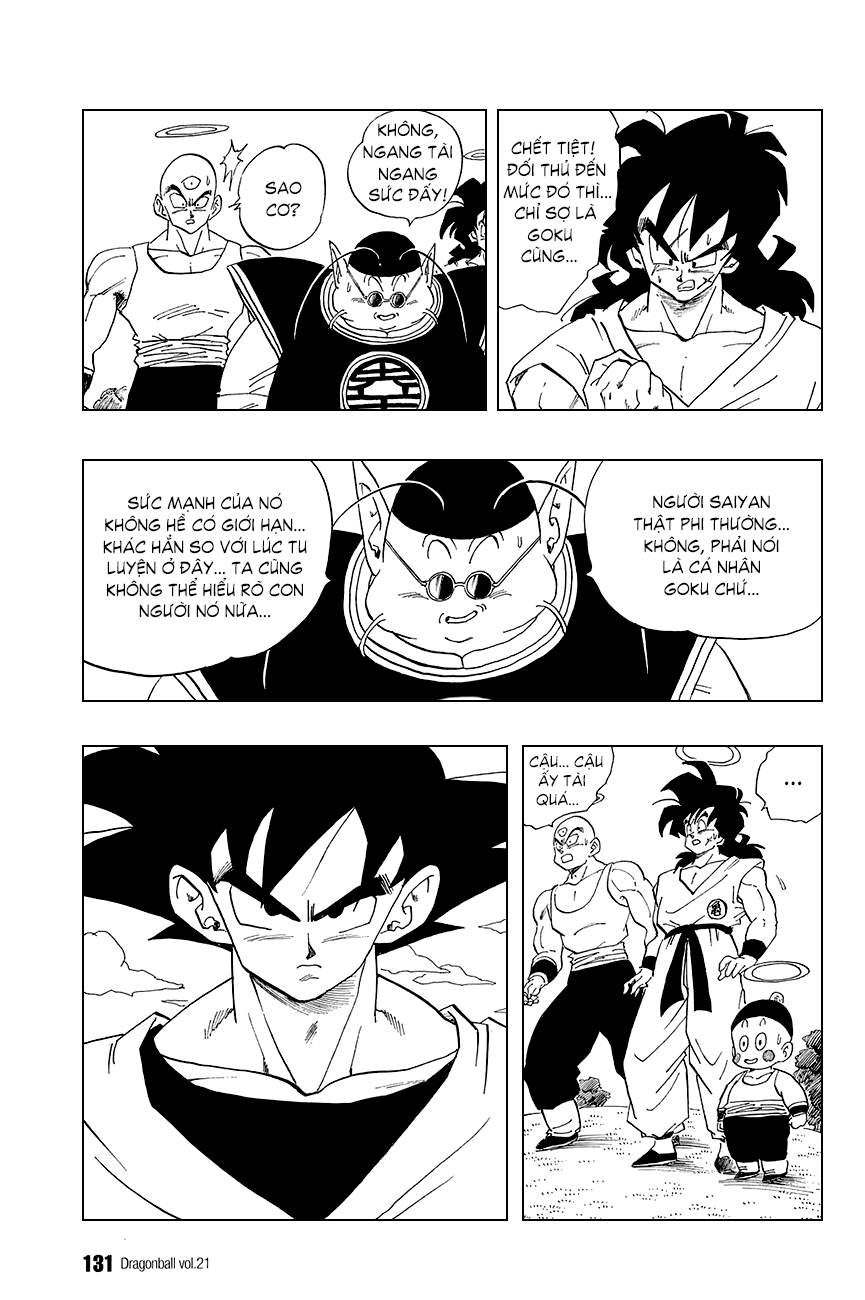 CHẾT TIỆT!
ĐỐI THỦ ĐẾN
MỨC ĐÓ THÌ...
CHỈ SỢ LÀ
GOKU
CŨNG...
KHÔNG,
NGANG TÀI
NGANG
SỨC ĐẤY!
SAO
CƠ?
NGƯỜI SAIYAN
THẬT PHI THƯỜNG...
KHÔNG, PHẢI NÓI
LÀ CÁ NHÂN
GOKU CHỨ...
SỨC MẠNH CỦA NÓ
KHÔNG HỀ CÓ GIỚI HẠN...
KHÁC HẲN SO VỚI LÚC TU
LUYỆN Ở ĐÂY... TA CŨNG
KHÔNG THỂ HIỂU RÕ CON
NGƯỜI NÓ NỮA...
...
CẬU... CẬU
ẤY TÀI
QUÁ...
131 Dragonball vol.21